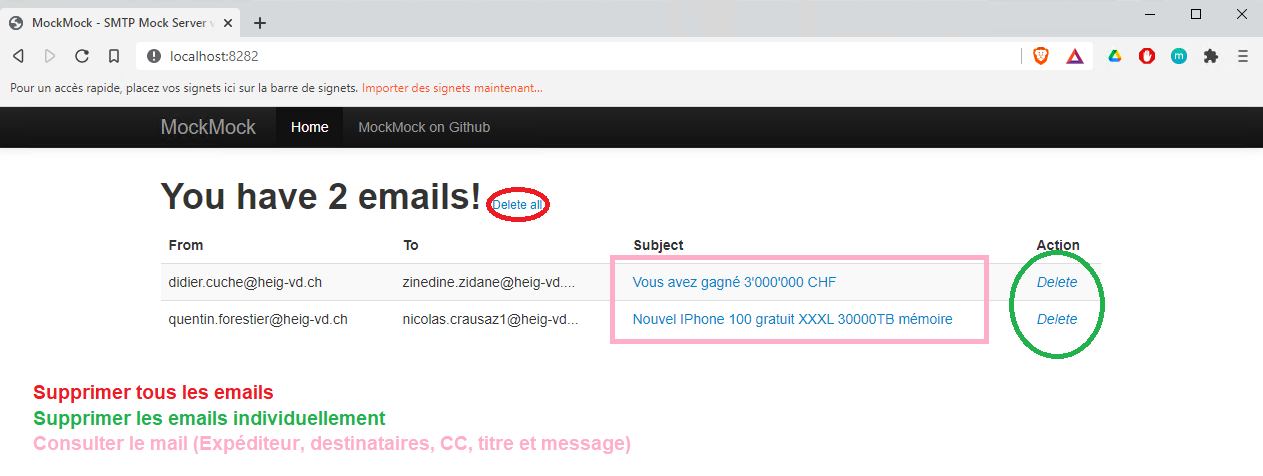 MockMock - SMTP Mock Server
localhost:8282
m
Pour un accès rapide, placez vos signets ici sur la barre de signets. Importer des signets maintenant...
MockMock Home MockMock on Github
You have 2 emails! Delete all
From To Subject Action
didier.cuche@heig-vd.ch zinedine.zidane@heig-vd.... Vous avez gagné 3'000'000 CHF Delete
quentin.forestier@heig-vd.ch nicolas.crausaz1@heig-vd... Nouvel IPhone 100 gratuit XXXL 30000TB mémoire Delete
Supprimer tous les emails
Supprimer les emails individuellement
Consulter le mail (Expéditeur, destinataires, CC, titre et message)